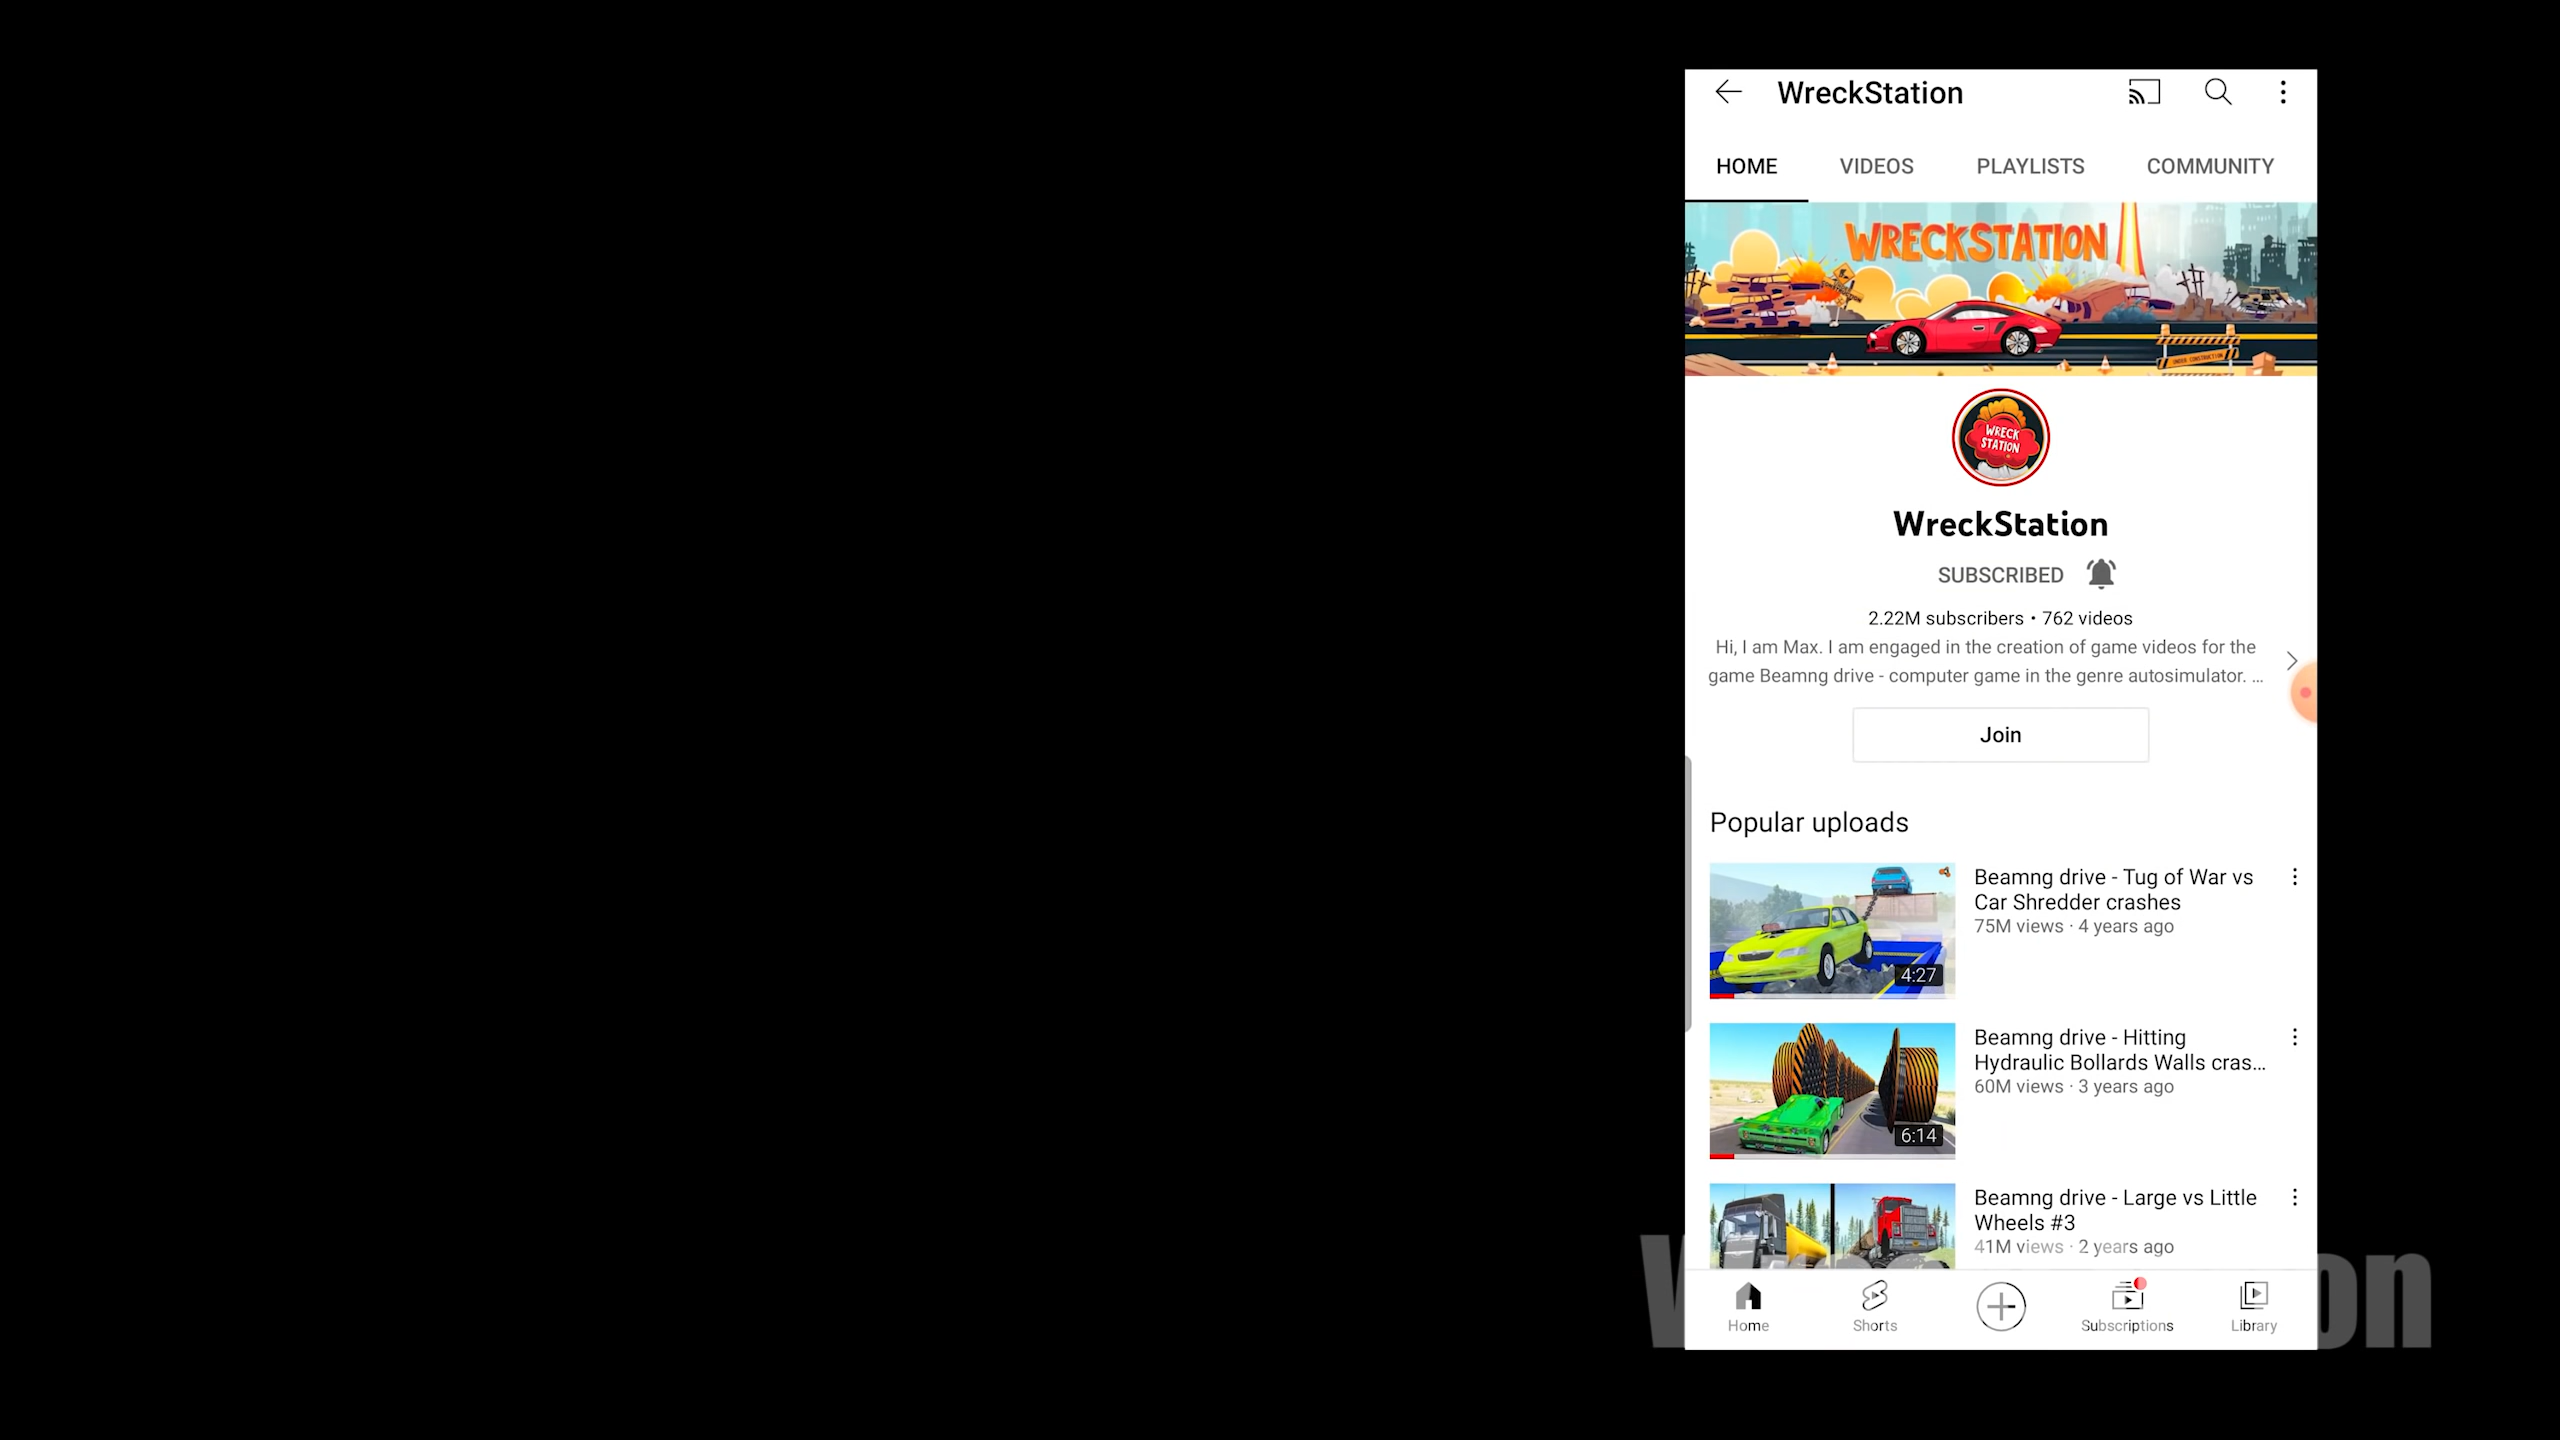 WreckStation
HOME VIDEOS PLAYLISTS COMMUNITY
WRECKSTATION
UNDER CONSTRUCTION
WRECK
STATION
WreckStation
SUBSCRIBED
2.22M subscribers • 762 videos
Hi, I am Max. I am engaged in the creation of game videos for the
game Beamng drive - computer game in the genre autosimulator. ...
Join
Popular uploads
Beamng drive - Tug of War vs
Car Shredder crashes
75M views · 4 years ago
4:27
Beamng drive - Hitting
Hydraulic Bollards Walls cras...
60M views · 3 years ago
6:14
Beamng drive - Large vs Little
Wheels #3
41M views · 2 years ago
Home Shorts Subscriptions Library